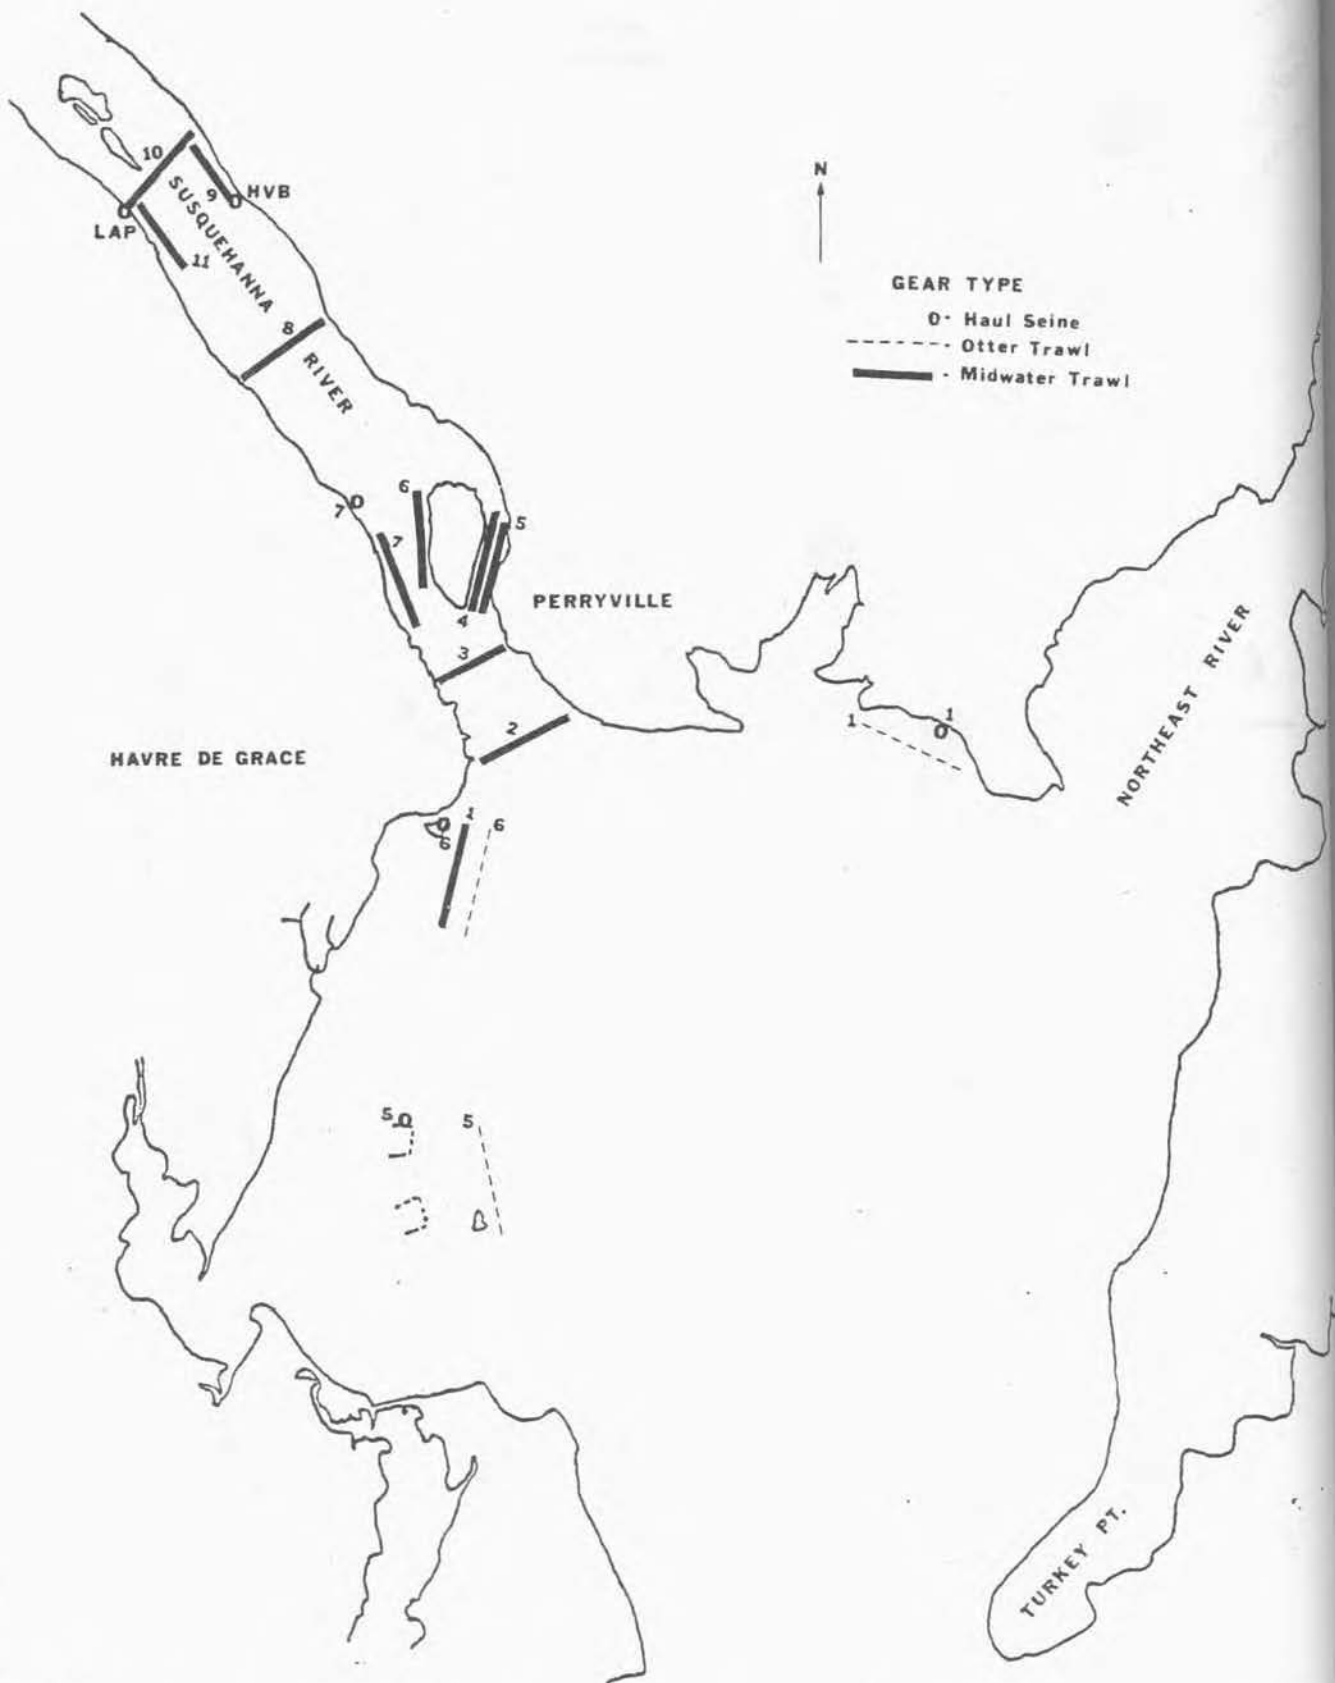 10
SUSQUEHANNA
9
HVB
LAP
11
N
GEAR TYPE
O- Haul Seine
- Otter Trawl
- Midwater Trawl
8
RIVER
6
7
5
7
4
PERRYVILLE
3
NORTHEAST RIVER
2
1
1
HAVRE DE GRACE
1
6
6
5
5
TURKEY PT.